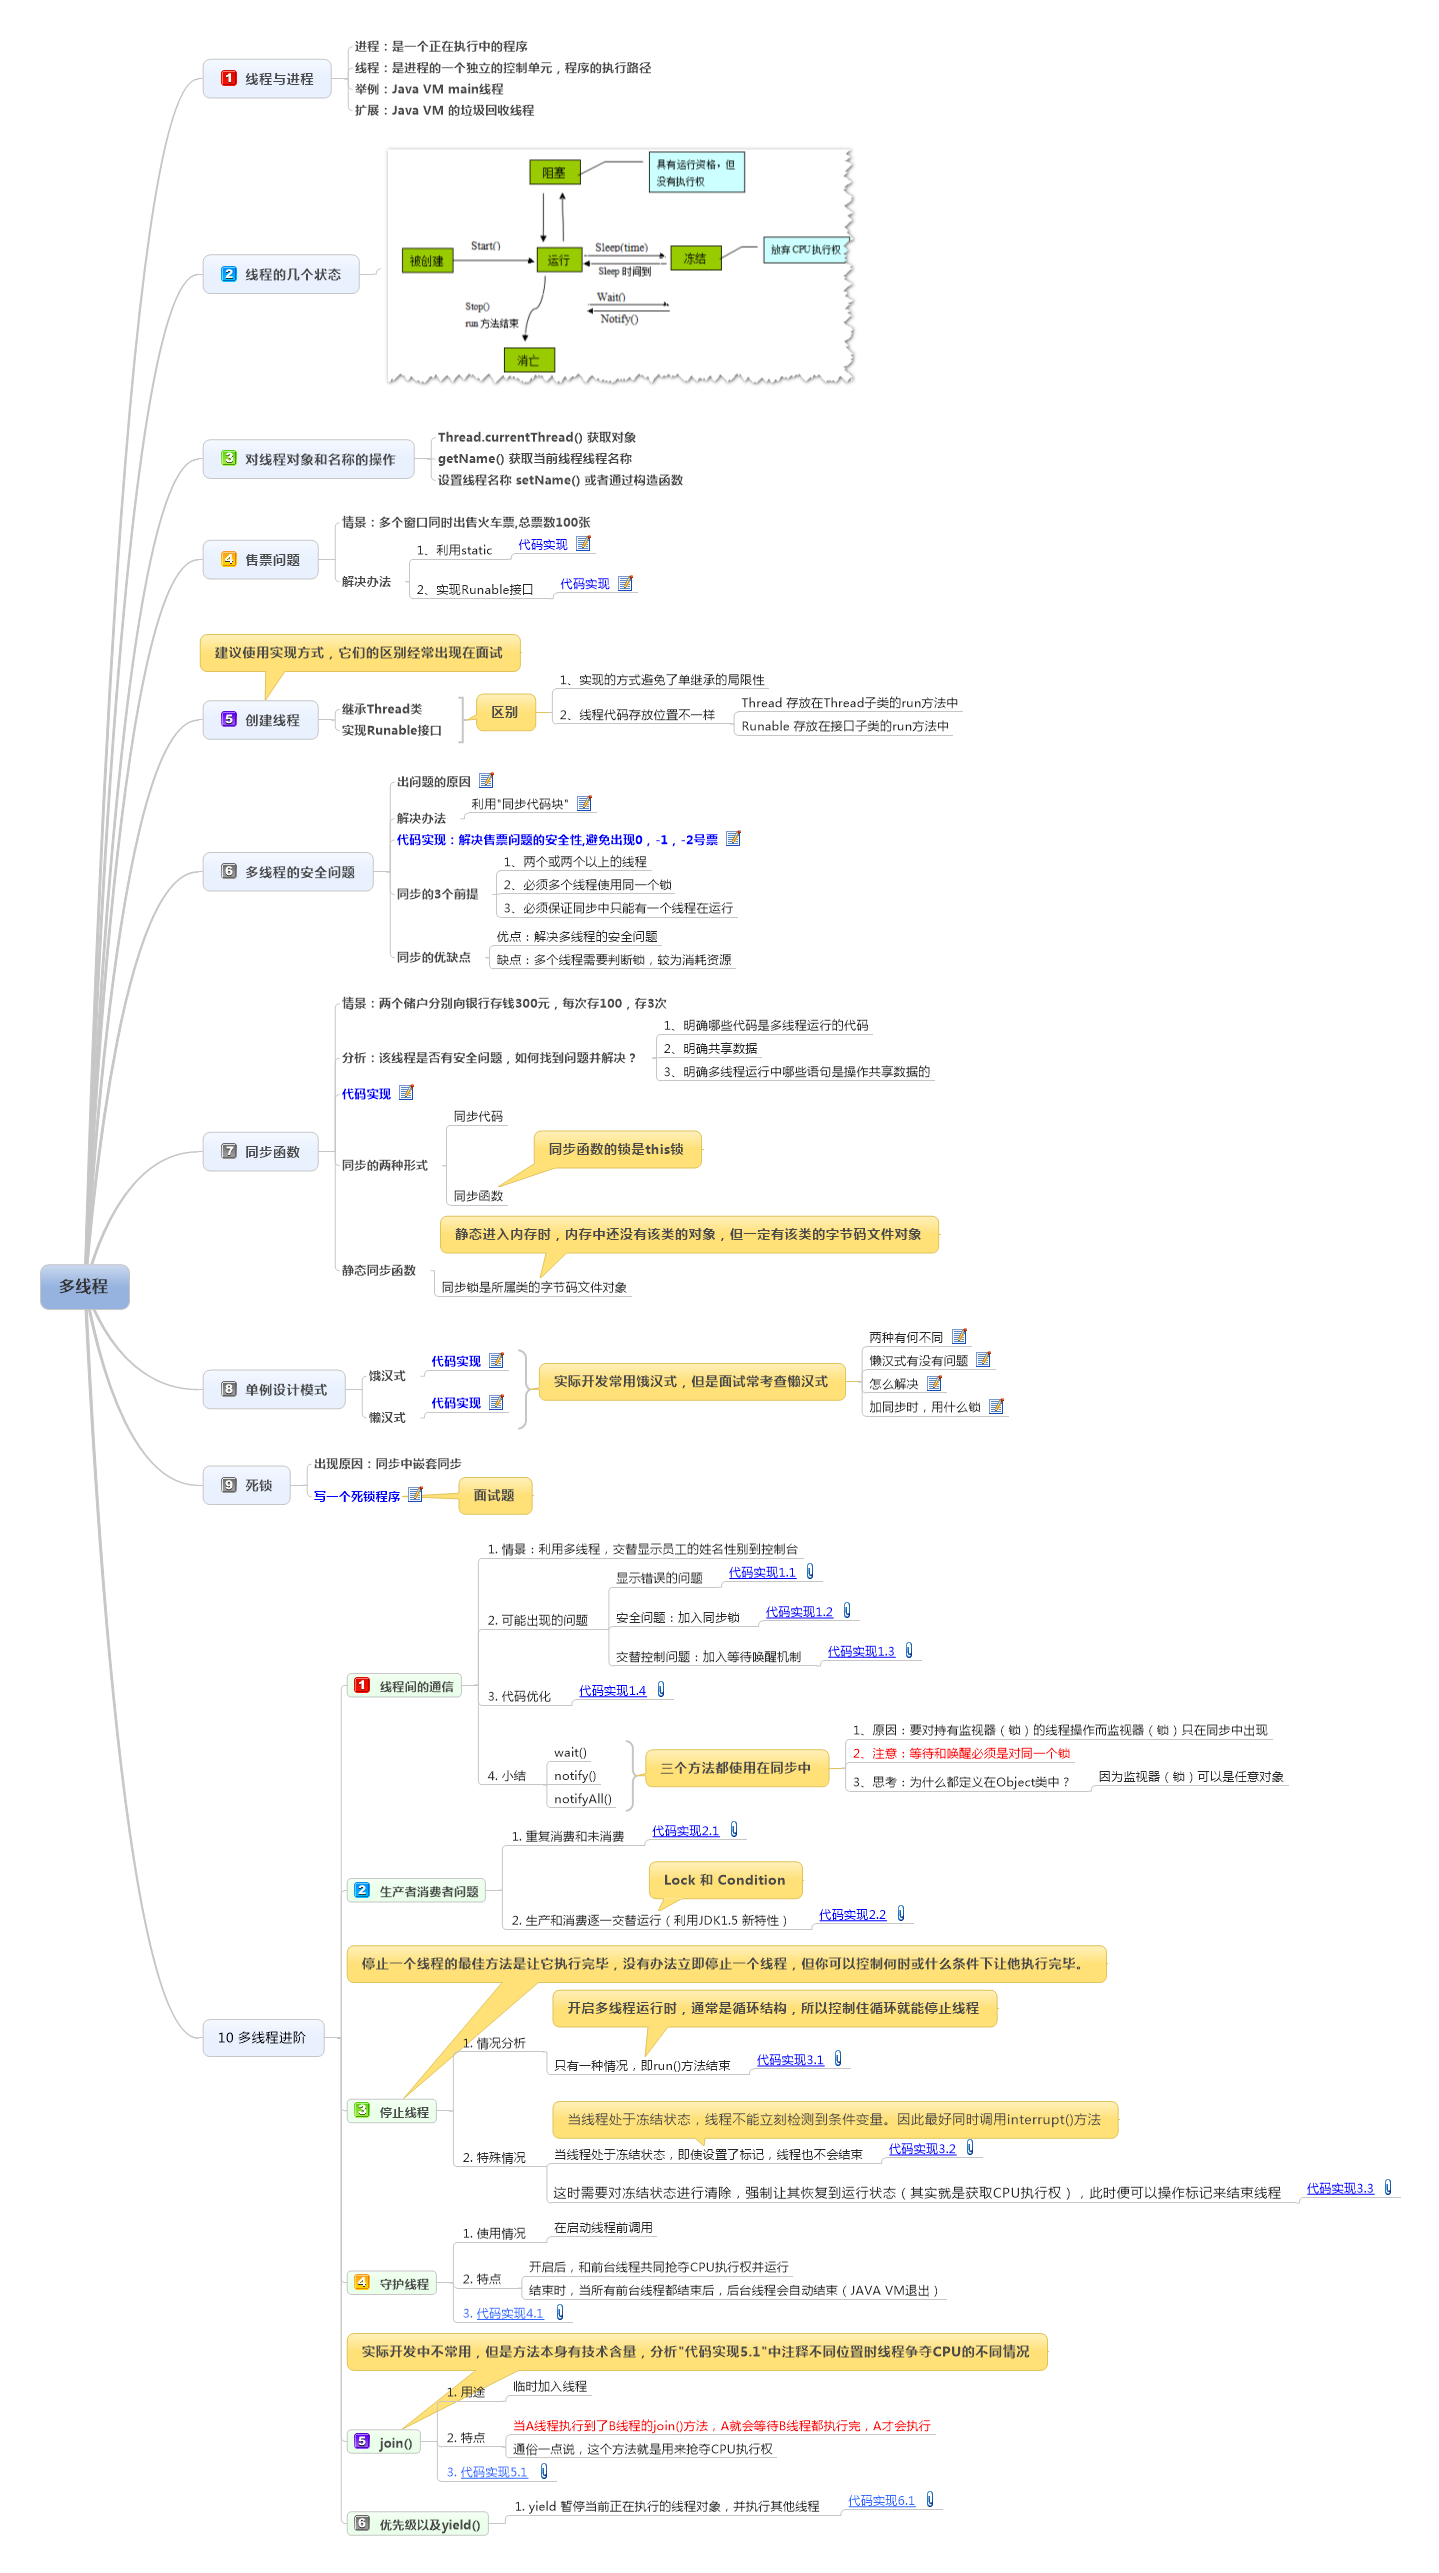 多线程
1 线程与进程
进程：是一个正在执行中的程序
线程：是进程的一个独立的控制单元，程序的执行路径
举例：Java VM main线程
扩展：Java VM 的垃圾回收线程
2 线程的几个状态
阻塞
具有运行资格，但
没有执行权
被创建
Start()
运行
Sleep(time)
Sleep 时间到
冻结
放弃 CPU 执行权
Wait()
Notify()
Stop()
run 方法结束
消亡
3 对线程对象和名称的操作
Thread.currentThread() 获取对象
getName() 获取当前线程线程名称
设置线程名称 setName() 或者通过构造函数
4 售票问题
情景：多个窗口同时出售火车票,总票数100张
解决办法
1、利用static
代码实现
2、实现Runable接口
代码实现
建议使用实现方式，它们的区别经常出现在面试
5 创建线程
继承Thread类
实现Runable接口
区别
1、实现的方式避免了单继承的局限性
2、线程代码存放位置不一样
Thread 存放在Thread子类的run方法中
Runable 存放在接口子类的run方法中
6 多线程的安全问题
出问题的原因
解决办法
利用"同步代码块"
代码实现：解决售票问题的安全性,避免出现0，-1，-2号票
同步的3个前提
1、两个或两个以上的线程
2、必须多个线程使用同一个锁
3、必须保证同步中只能有一个线程在运行
同步的优缺点
优点：解决多线程的安全问题
缺点：多个线程需要判断锁，较为消耗资源
7 同步函数
情景：两个储户分别向银行存钱300元，每次存100，存3次
分析：该线程是否有安全问题，如何找到问题并解决？
1、明确哪些代码是多线程运行的代码
2、明确共享数据
3、明确多线程运行中哪些语句是操作共享数据的
代码实现
同步的两种形式
同步代码
同步函数的锁是this锁
同步函数
静态进入内存时，内存中还没有该类的对象，但一定有该类的字节码文件对象
静态同步函数
同步锁是所属类的字节码文件对象
8 单例设计模式
饿汉式
代码实现
懒汉式
代码实现
实际开发常用饿汉式，但是面试常考查懒汉式
两种有何不同
懒汉式有没有问题
怎么解决
加同步时，用什么锁
9 死锁
出现原因：同步中嵌套同步
写一个死锁程序
面试题
10 多线程进阶
1 线程间的通信
1. 情景：利用多线程，交替显示员工的姓名性别到控制台
2. 可能出现的问题
显示错误的问题
代码实现1.1
安全问题：加入同步锁
代码实现1.2
交替控制问题：加入等待唤醒机制
代码实现1.3
3. 代码优化
代码实现1.4
4. 小结
wait()
notify()
notifyAll()
三个方法都使用在同步中
1、原因：要对持有监视器（锁）的线程操作而监视器（锁）只在同步中出现
2、注意：等待和唤醒必须是对同一个锁
3、思考：为什么都定义在Object类中？
因为监视器（锁）可以是任意对象
2 生产者消费者问题
1. 重复消费和未消费
代码实现2.1
Lock 和 Condition
2. 生产和消费逐一交替运行（利用JDK1.5 新特性）
代码实现2.2
停止一个线程的最佳方法是让它执行完毕，没有办法立即停止一个线程，但你可以控制何时或什么条件下让他执行完毕。
开启多线程运行时，通常是循环结构，所以控制住循环就能停止线程
3 停止线程
1. 情况分析
只有一种情况，即run()方法结束
代码实现3.1
当线程处于冻结状态，线程不能立刻检测到条件变量。因此最好同时调用interrupt()方法
2. 特殊情况
当线程处于冻结状态，即使设置了标记，线程也不会结束
代码实现3.2
这时需要对冻结状态进行清除，强制让其恢复到运行状态（其实就是获取CPU执行权），此时便可以操作标记来结束线程
代码实现3.3
4 守护线程
1. 使用情况
在启动线程前调用
2. 特点
开启后，和前台线程共同抢夺CPU执行权并运行
结束时，当所有前台线程都结束后，后台线程会自动结束（JAVA VM退出）
3. 代码实现4.1
实际开发中不常用，但是方法本身有技术含量，分析"代码实现5.1"中注释不同位置时线程争夺CPU的不同情况
5 join()
1. 用途
临时加入线程
2. 特点
当A线程执行到了B线程的join()方法，A就会等待B线程都执行完，A才会执行
通俗一点说，这个方法就是用来抢夺CPU执行权
3. 代码实现5.1
6 优先级以及yield()
1. yield 暂停当前正在执行的线程对象，并执行其他线程
代码实现6.1